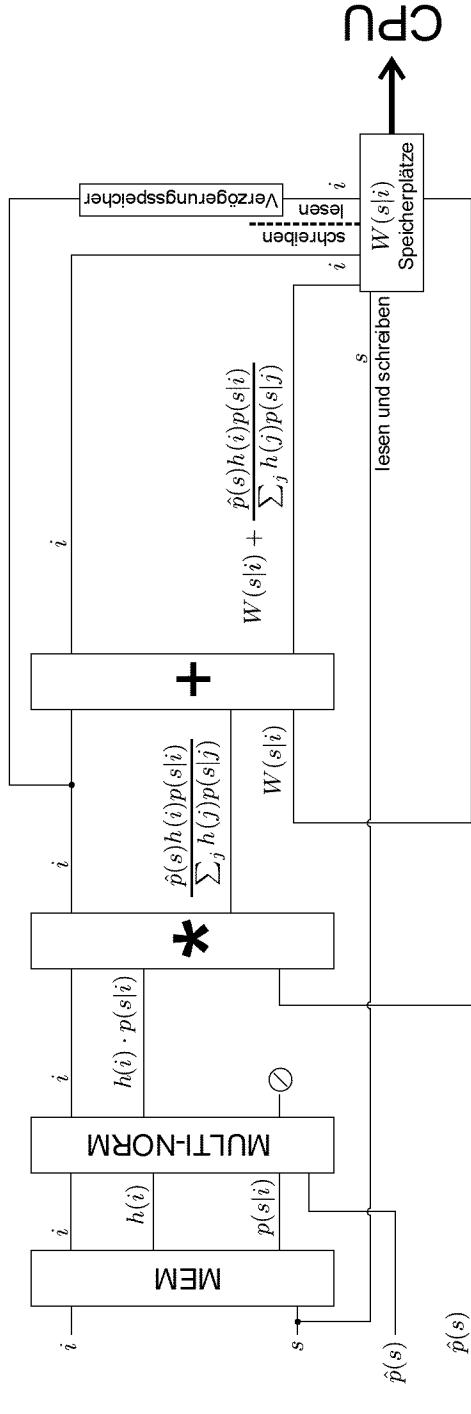 i
s
p̂(s)
p̂(s)
MEM
i
h(i)
p(s|i)
MULTI-NORM
i
h(i) · p(s|i)
*
i
p̂(s)h(i)p(s|i)
∑_j h(j)p(s|j)
W(s|i)
+
i
W(s|i) + p̂(s)h(i)p(s|i)
∑_j h(j)p(s|j)
s
lesen und schreiben
Verzögerungsspeicher
i
i
schreiben
lesen
W(s|i)
Speicherplätze
CPU